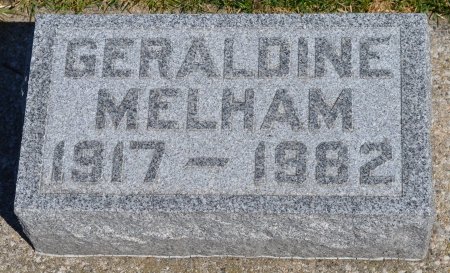 GERALDINE
MELHAM
1917 — 1982